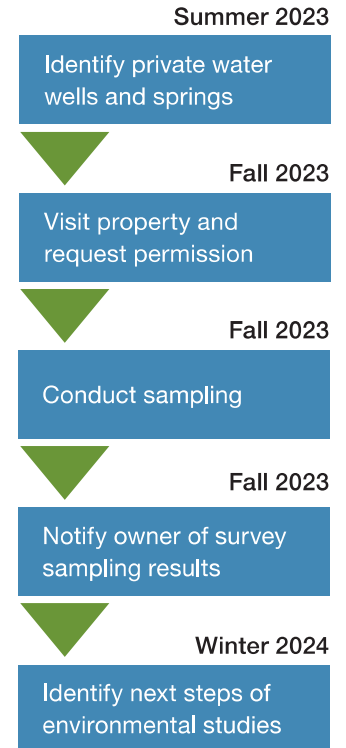 Summer 2023
Identify private water
wells and springs
Fall 2023
Visit property and
request permission
Fall 2023
Conduct sampling
Fall 2023
Notify owner of survey
sampling results
Winter 2024
Identify next steps of
environmental studies